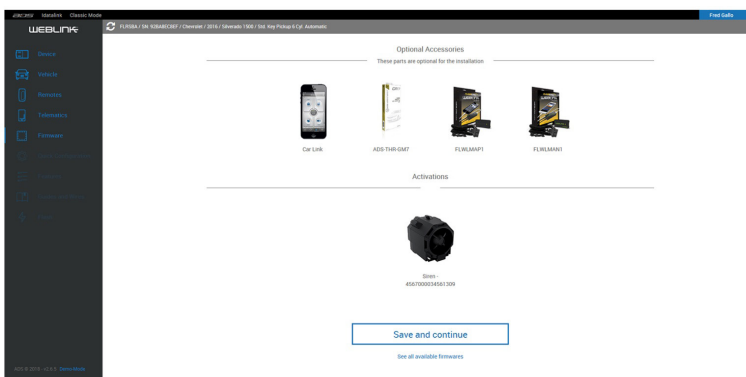 idatalink Classic Mode
Fred Gallo
WEBLINK
FLRSBA / SN: 92BA8EC8EF / Chevrolet / 2016 / Silverado 1500 / Std. Key Pickup 6 Cyl. Automatic
Device
Vehicle
Remotes
Telematics
Firmware
Optional Accessories
These parts are optional for the installation
Car Link
ADS-THR-GM7
FLWLMAP1
FLWLMAN1
Activations
Siren -
4567000034561309
Save and continue
See all available firmwares